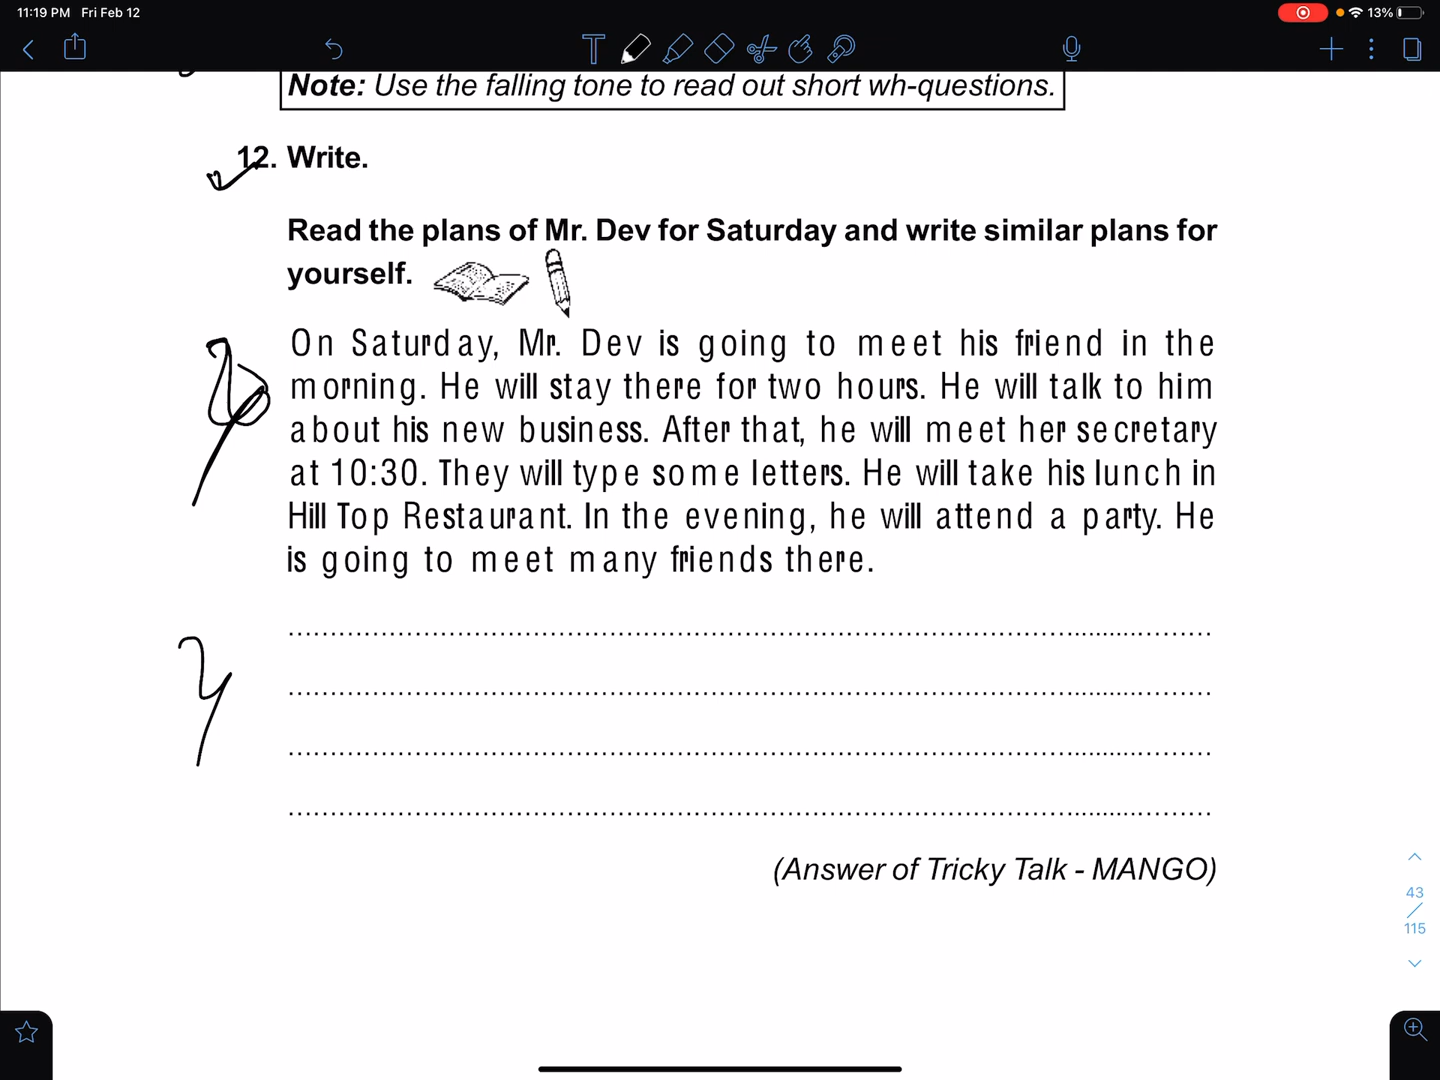 11:19 PM Fri Feb 12
13%
Note: Use the falling tone to read out short wh-questions.
12. Write.
Read the plans of Mr. Dev for Saturday and write similar plans for
yourself.
On Saturday, Mr. Dev is going to meet his friend in the
morning. He will stay there for two hours. He will talk to him
about his new business. After that, he will meet her secretary
at 10:30. They will type some letters. He will take his lunch in
Hill Top Restaurant. In the evening, he will attend a party. He
is going to meet many friends there.
(Answer of Tricky Talk - MANGO)
43
/
115